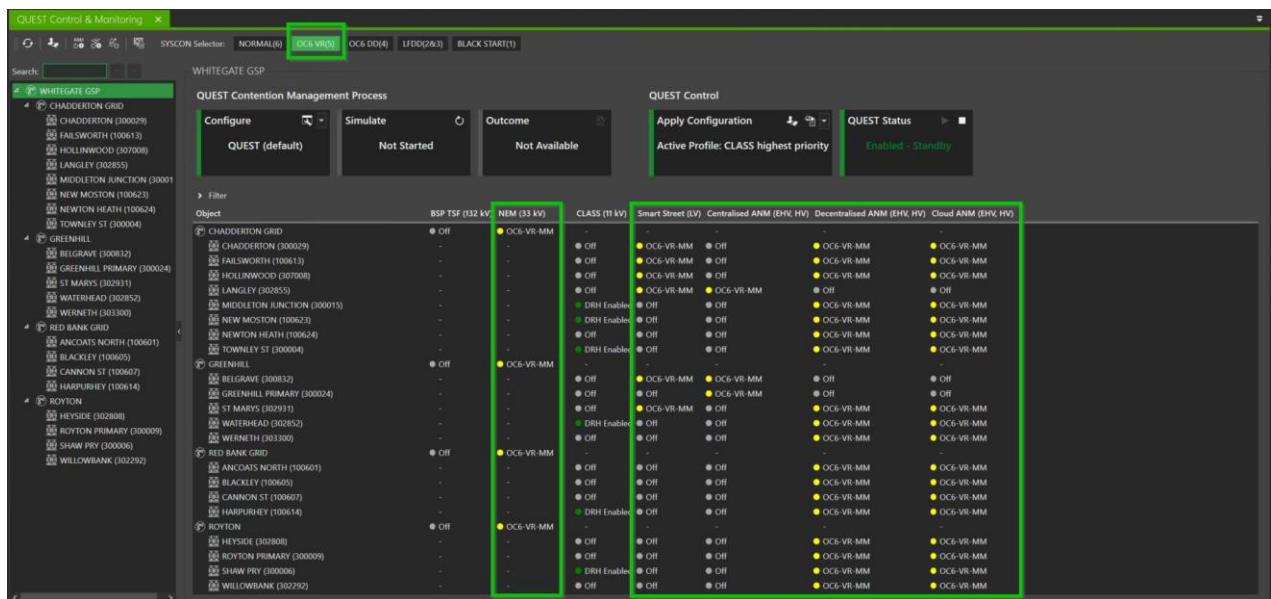 QUEST Control & Monitoring ×
SYSCON Selector: NORMAL(6) OC6 VR(5) OC6 DD(4) LFDD(2&3) BLACK START(1)
Search:
WHITEGATE GSP
CHADDERTON GRID
CHADDERTON (300029)
FAILSWORTH (100613)
HOLLINWOOD (307008)
LANGLEY (302855)
MIDDLETON JUNCTION (30001
NEW MOSTON (100623)
NEWTON HEATH (100624)
TOWNLEY ST (300004)
GREENHILL
BELGRAVE (300832)
GREENHILL PRIMARY (300024)
ST MARYS (302931)
WATERHEAD (302852)
WERNETH (303300)
RED BANK GRID
ANCOATS NORTH (100601)
BLACKLEY (100605)
CANNON ST (100607)
HARPURHEY (100614)
ROYTON
HEYSIDE (302808)
ROYTON PRIMARY (300009)
SHAW PRY (300006)
WILLOWBANK (302292)
WHITEGATE GSP
QUEST Contention Management Process
Configure
QUEST (default)
Simulate
Not Started
Outcome
Not Available
QUEST Control
Apply Configuration
Active Profile: CLASS highest priority
QUEST Status
Enabled - Standby
> Filter
Object BSP TSF (132 kV) NEM (33 kV) CLASS (11 kV) Smart Street (LV) Centralised ANM (EHV, HV) Decentralised ANM (EHV, HV) Cloud ANM (EHV, HV)
CHADDERTON GRID Off OC6-VR-MM - - - - -
CHADDERTON (300029) - - Off OC6-VR-MM Off OC6-VR-MM OC6-VR-MM
FAILSWORTH (100613) - - Off OC6-VR-MM Off OC6-VR-MM OC6-VR-MM
HOLLINWOOD (307008) - - Off OC6-VR-MM Off OC6-VR-MM OC6-VR-MM
LANGLEY (302855) - - Off OC6-VR-MM OC6-VR-MM Off Off
MIDDLETON JUNCTION (300015) - - DRH Enabled Off Off OC6-VR-MM OC6-VR-MM
NEW MOSTON (100623) - - DRH Enabled Off Off OC6-VR-MM OC6-VR-MM
NEWTON HEATH (100624) - - Off Off Off OC6-VR-MM OC6-VR-MM
TOWNLEY ST (300004) - - DRH Enabled Off Off OC6-VR-MM OC6-VR-MM
GREENHILL Off OC6-VR-MM - - - - -
BELGRAVE (300832) - - Off OC6-VR-MM OC6-VR-MM Off Off
GREENHILL PRIMARY (300024) - - Off Off OC6-VR-MM Off Off
ST MARYS (302931) - - Off OC6-VR-MM Off OC6-VR-MM OC6-VR-MM
WATERHEAD (302852) - - DRH Enabled Off Off OC6-VR-MM OC6-VR-MM
WERNETH (303300) - - Off Off Off OC6-VR-MM OC6-VR-MM
RED BANK GRID Off OC6-VR-MM - - - - -
ANCOATS NORTH (100601) - - Off Off Off OC6-VR-MM OC6-VR-MM
BLACKLEY (100605) - - Off Off Off OC6-VR-MM OC6-VR-MM
CANNON ST (100607) - - Off Off Off OC6-VR-MM OC6-VR-MM
HARPURHEY (100614) - - DRH Enabled Off Off OC6-VR-MM OC6-VR-MM
ROYTON Off OC6-VR-MM - - - - -
HEYSIDE (302808) - - Off Off Off OC6-VR-MM OC6-VR-MM
ROYTON PRIMARY (300009) - - Off Off Off OC6-VR-MM OC6-VR-MM
SHAW PRY (300006) - - DRH Enabled Off Off OC6-VR-MM OC6-VR-MM
WILLOWBANK (302292) - - Off Off Off OC6-VR-MM OC6-VR-MM